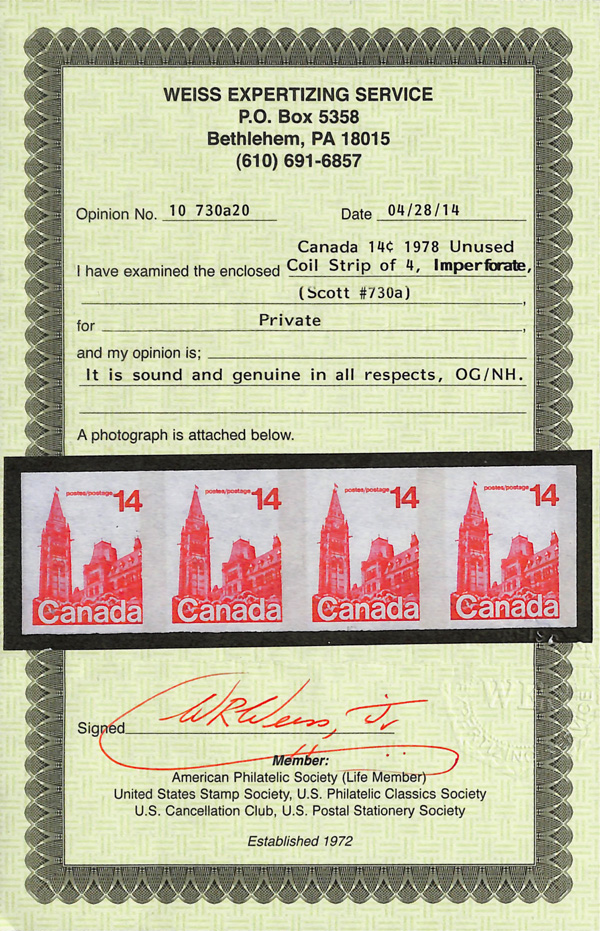 WEISS EXPERTIZING SERVICE
P.O. Box 5358
Bethlehem, PA 18015
(610) 691-6857
Opinion No. 10 730a20 Date 04/28/14
Canada 14¢ 1978 Unused
I have examined the enclosed Coil Strip of 4, Imperforate,
(Scott #730a) ,
for Private ,
and my opinion is;
It is sound and genuine in all respects, OG/NH.
A photograph is attached below.
postes/postage 14 postes/postage 14 postes/postage 14 postes/postage 14
Canada Canada Canada Canada
Signed W R Weiss, Jr
Member:
American Philatelic Society (Life Member)
United States Stamp Society, U.S. Philatelic Classics Society
U.S. Cancellation Club, U.S. Postal Stationery Society
Established 1972